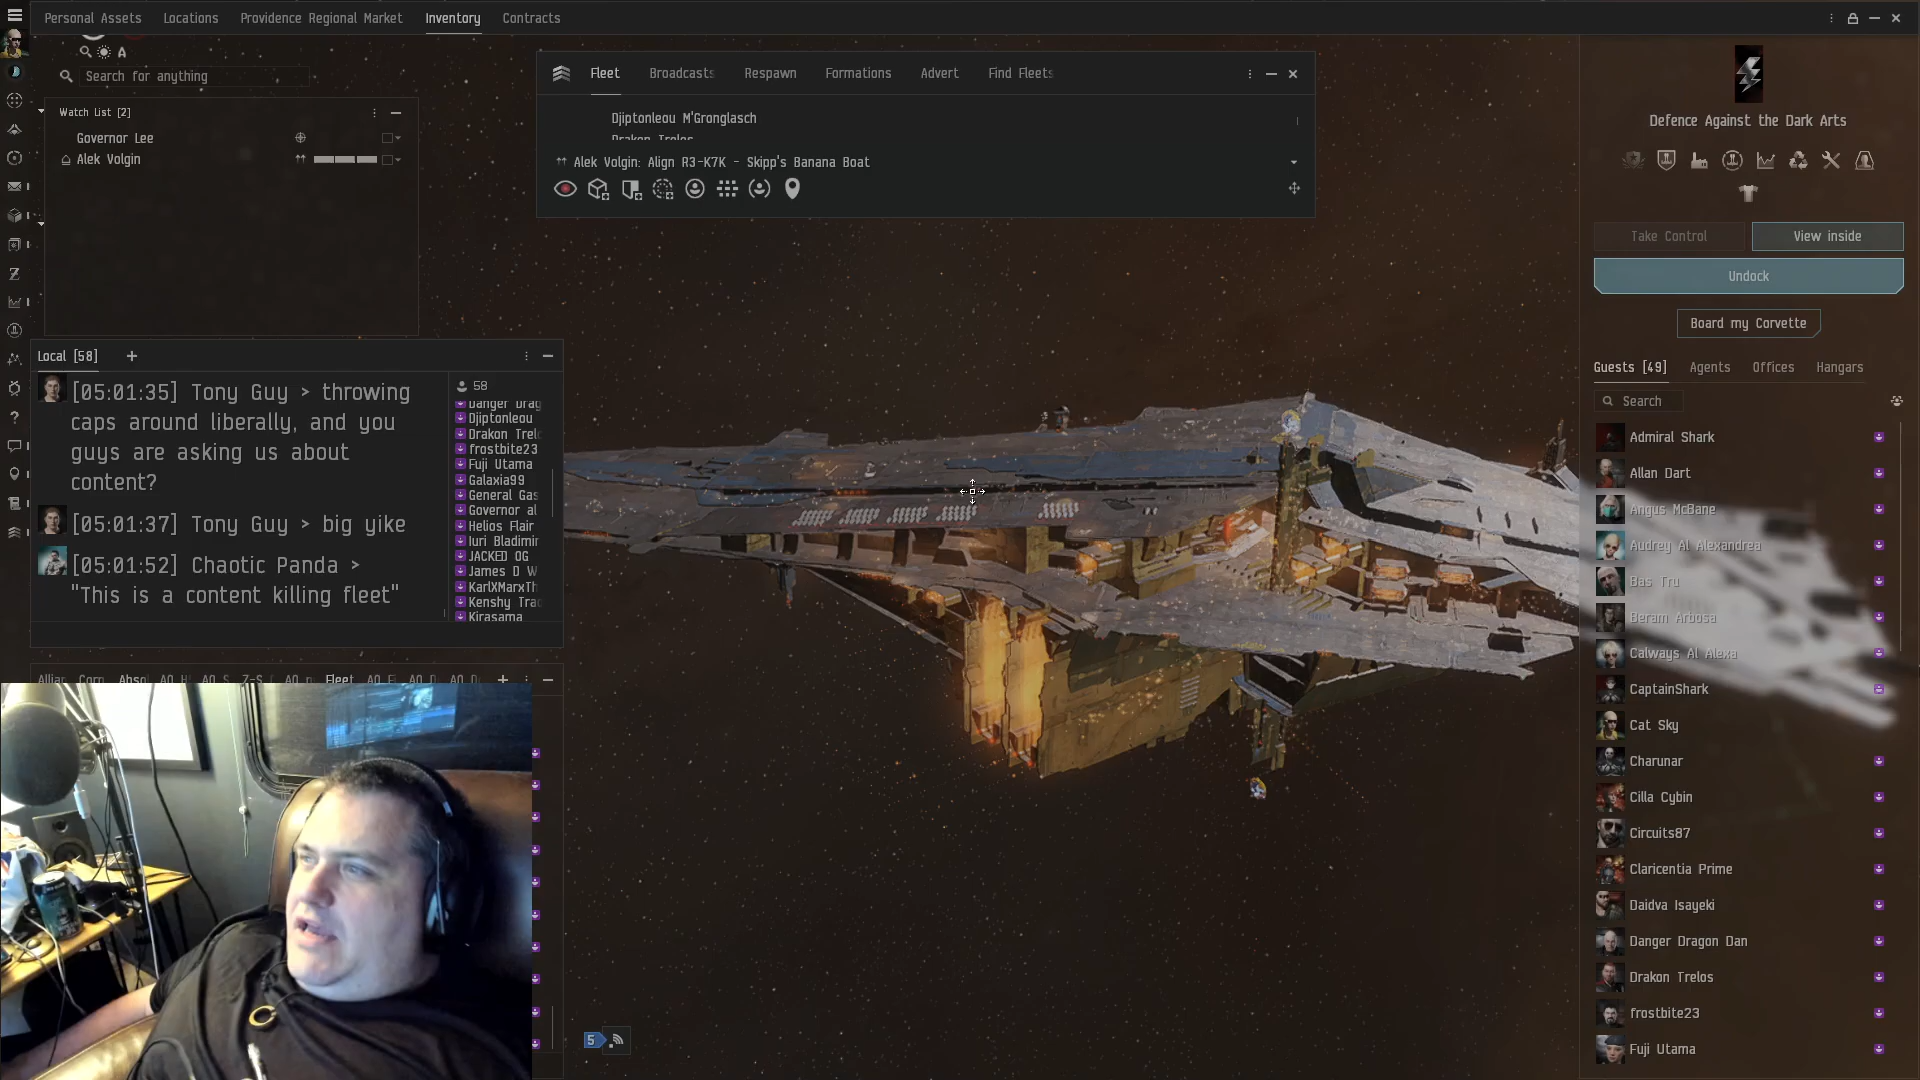 Personal Assets Locations Providence Regional Market Inventory Contracts
Search for anything
Watch List [2]
Governor Lee
Alek Volgin
Fleet Broadcasts Respawn Formations Advert Find Fleets
Djiptonleou M'Gronglasch
Drakon Trelos
Alek Volgin: Align R3-K7K - Skipp's Banana Boat
Local [58]
[05:01:35] Tony Guy > throwing
caps around liberally, and you
guys are asking us about
content?
[05:01:37] Tony Guy > big yike
[05:01:52] Chaotic Panda >
"This is a content killing fleet"
58
Danger Drag
Djiptonleou
Drakon Trel
frostbite23
Fuji Utama
Galaxia99
General Gas
Governor al
Helios Flair
Iuri Bladimir
JACKED OG
James D W
KarlXMarxTh
Kenshy Trac
Kirasama
Fleet
5
Defence Against the Dark Arts
Take Control View inside
Undock
Board my Corvette
Guests [49] Agents Offices Hangars
Search
Admiral Shark
Allan Dart
Angus McBane
Audrey Al Alexandrea
Bas Tru
Beram Arbosa
Calways Al Alexa
CaptainShark
Cat Sky
Charunar
Cilla Cybin
Circuits87
Claricentia Prime
Daidva Isayeki
Danger Dragon Dan
Drakon Trelos
frostbite23
Fuji Utama